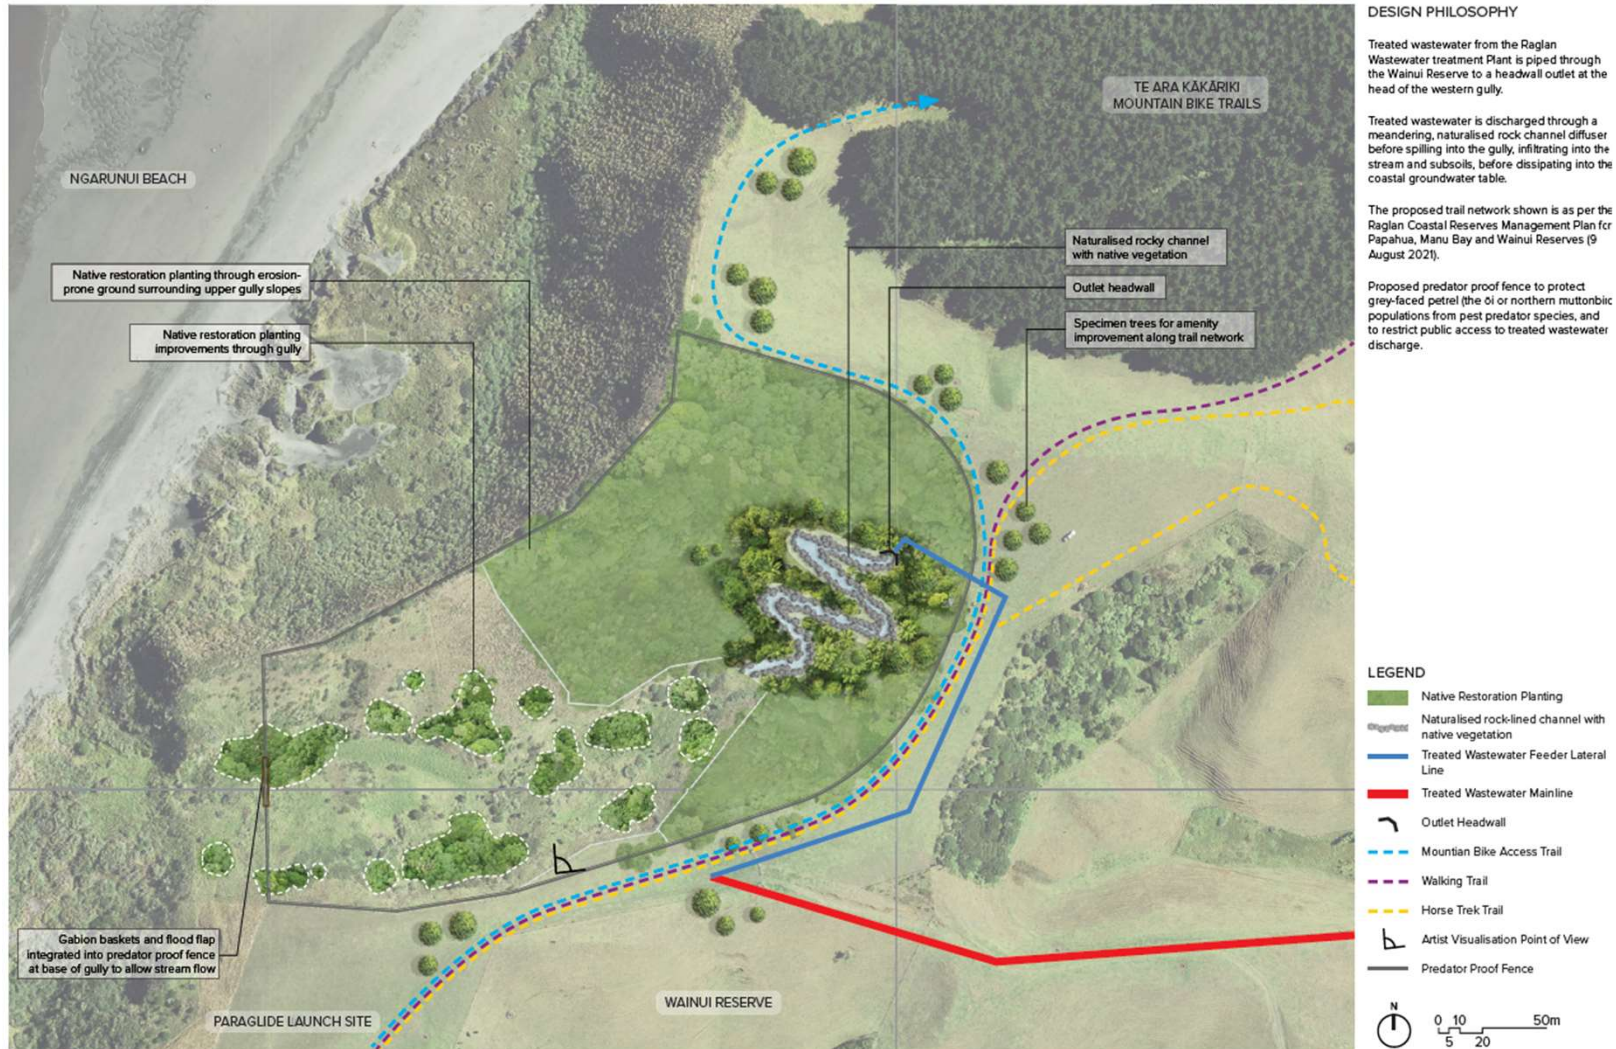 DESIGN PHILOSOPHY
Treated wastewater from the Raglan
Wastewater treatment Plant is piped through
the Wainui Reserve to a headwall outlet at the
head of the western gully.
Treated wastewater is discharged through a
meandering, naturalised rock channel diffuser
before spilling into the gully, infiltrating into the
stream and subsoils, before dissipating into the
coastal groundwater table.
The proposed trail network shown is as per the
Raglan Coastal Reserves Management Plan for
Papahua, Manu Bay and Wainui Reserves (9
August 2021).
Proposed predator proof fence to protect
grey-faced petrel (the ōi or northern muttonbirc
populations from pest predator species, and
to restrict public access to treated wastewater
discharge.
TE ARA KĀKĀRIKI
MOUNTAIN BIKE TRAILS
NGARUNUI BEACH
Naturalised rocky channel
with native vegetation
Outlet headwall
Specimen trees for amenity
improvement along trail network
Native restoration planting through erosion-
prone ground surrounding upper gully slopes
Native restoration planting
improvements through gully
Gabion baskets and flood flap
integrated into predator proof fence
at base of gully to allow stream flow
PARAGLIDE LAUNCH SITE
WAINUI RESERVE
LEGEND
Native Restoration Planting
Naturalised rock-lined channel with
native vegetation
Treated Wastewater Feeder Lateral
Line
Treated Wastewater Mainline
Outlet Headwall
Mountian Bike Access Trail
Walking Trail
Horse Trek Trail
Artist Visualisation Point of View
Predator Proof Fence
N
0 10 50m
5 20